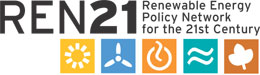 REN21
Renewable Energy
Policy Network
for the 21st Century